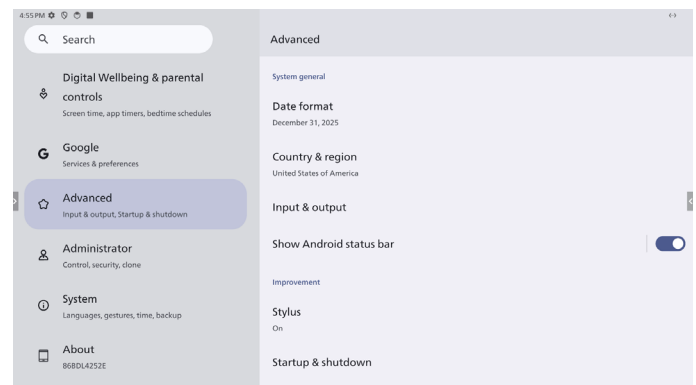 4:55 PM
Search
Digital Wellbeing & parental
controls
Screen time, app timers, bedtime schedules
Google
Services & preferences
Advanced
Input & output, Startup & shutdown
Administrator
Control, security, clone
System
Languages, gestures, time, backup
About
86BDL4252E
Advanced
System general
Date format
December 31, 2025
Country & region
United States of America
Input & output
Show Android status bar
Improvement
Stylus
On
Startup & shutdown